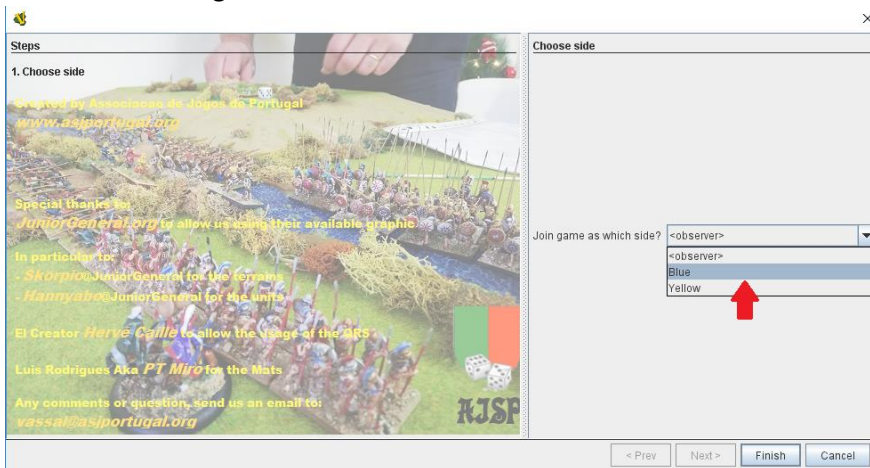 Steps
1. Choose side
Created by Associacao de Jogos de Portugal
www.asjportugal.org
Special thanks to:
JuniorGeneral.org to allow us using their available graphic
In particular to:
- Skorpio@JuniorGeneral for the terrains
- Hannyabo@JuniorGeneral for the units
El Creator Hervé Caille to allow the usage of the QRS
Luis Rodrigues Aka PT Miro for the Mats
Any comments or question, send us an email to:
vassal@asjportugal.org
AJSP
Choose side
Join game as which side? <observer>
<observer>
Blue
Yellow
< Prev Next > Finish Cancel